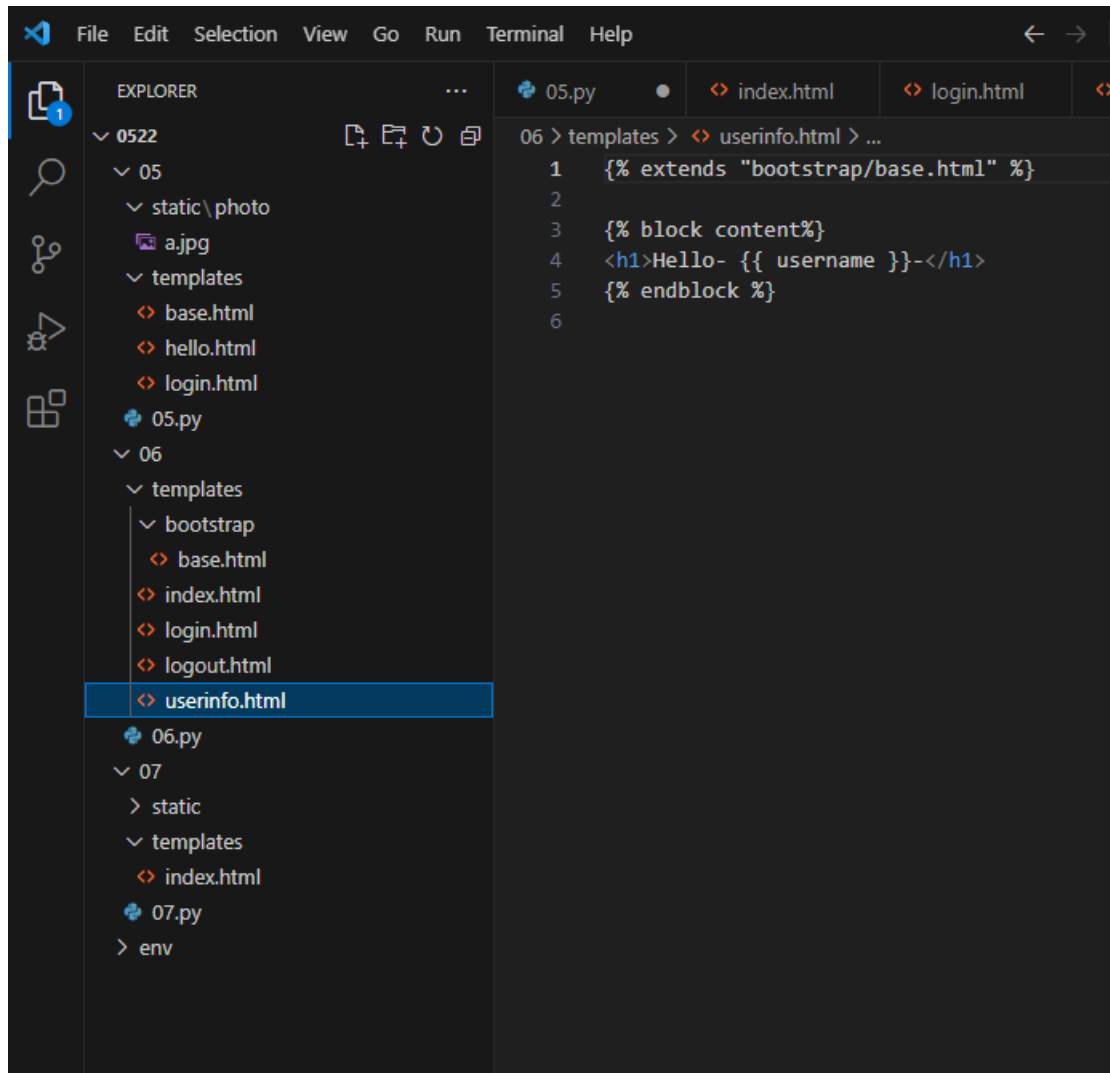 File Edit Selection View Go Run Terminal Help
EXPLORER
05.py
index.html
login.html
1
0522
06 > templates > userinfo.html > ...
05
static\photo
a.jpg
templates
base.html
hello.html
login.html
05.py
06
templates
bootstrap
base.html
index.html
login.html
logout.html
userinfo.html
06.py
07
static
templates
index.html
07.py
env
1 {% extends "bootstrap/base.html" %}
2
3 {% block content%}
4 <h1>Hello- {{ username }}-</h1>
5 {% endblock %}
6